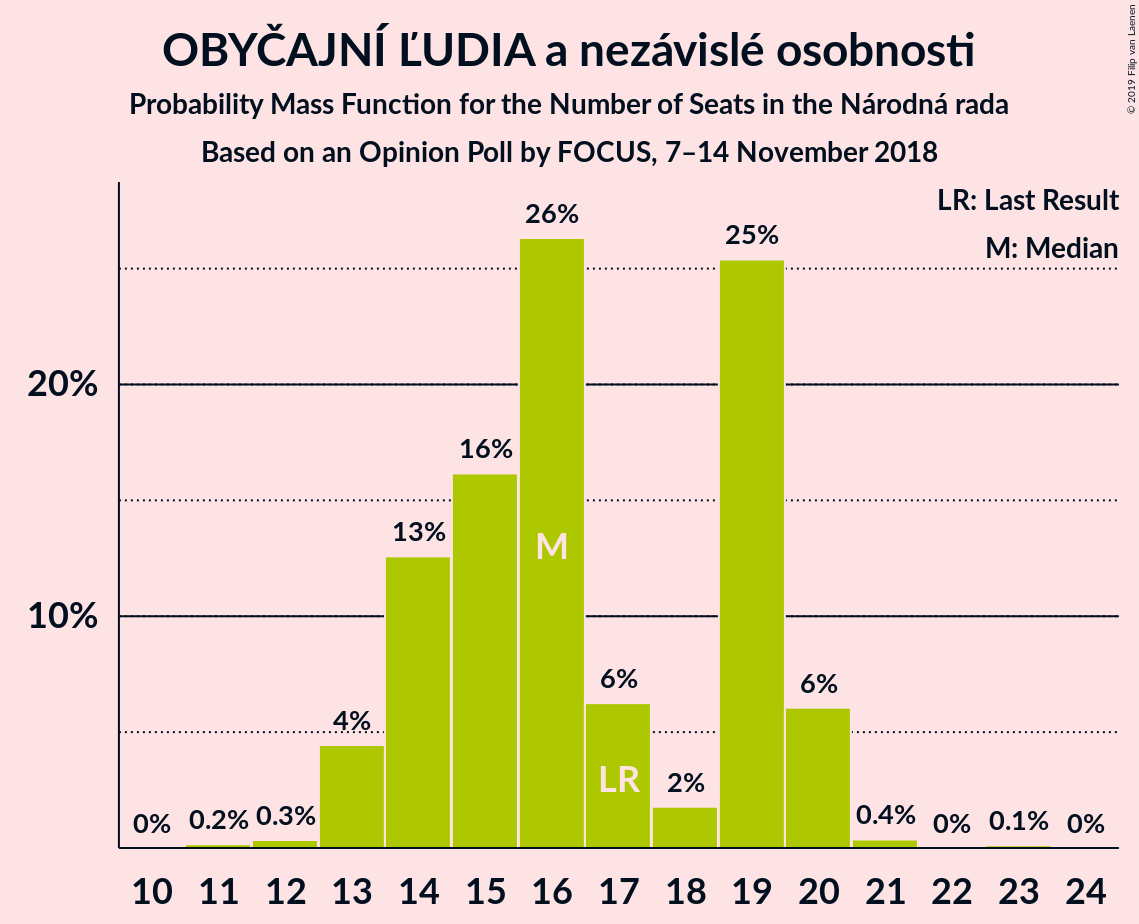 OBYČAJNÍ ĽUDIA a nezávislé osobnosti
Probability Mass Function for the Number of Seats in the Národná rada
Based on an Opinion Poll by FOCUS, 7–14 November 2018
© 2019 Filip van Laenen
LR: Last Result
M: Median
26%
25%
20%
16%
13%
M
10%
6%
6%
4%
LR
2%
0%
0.2%
0.3%
0.4%
0%
0.1%
0%
10 11 12 13 14 15 16 17 18 19 20 21 22 23 24